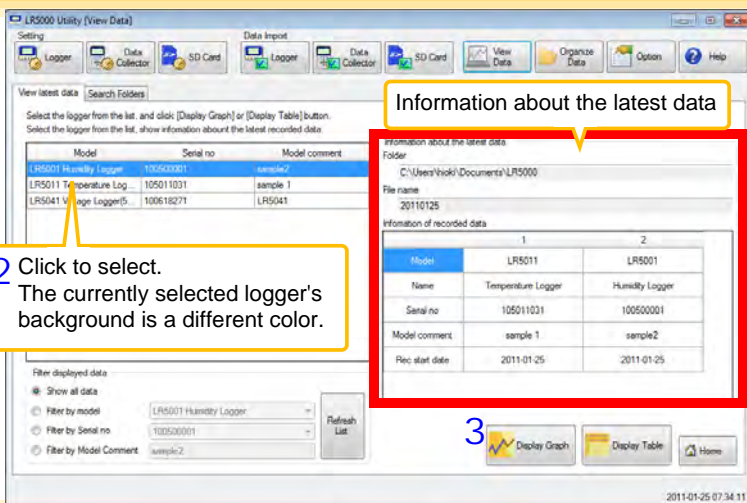 LR5000 Utility [View Data]
Setting
Data Import
Logger
Data Collector
SD Card
Logger
Data Collector
SD Card
View Data
Organize Data
Option
Help
View latest data
Search Folders
Select the logger from the list, and click [Display Graph] or [Display Table] button.
Select the logger from the list, show infomation abount the latest recorded data.
Information about the latest data
Model Serial no Model comment
LR5001 Humidity Logger 100500001 sample2
LR5011 Temperature Log... 105011031 sample 1
LR5041 Voltage Logger(5... 100618271 LR5041
2 Click to select.
The currently selected logger's
background is a different color.
Information about the latest data
Folder
C:\Users\hioki\Documents\LR5000
File name
20110125
Infomation of recorded data
1 2
Model LR5011 LR5001
Name Temperature Logger Humidity Logger
Serial no 105011031 100500001
Model comment sample 1 sample2
Rec start date 2011-01-25 2011-01-25
Filter displayed data
Show all data
Filter by model LR5001 Humidity Logger
Filter by Serial no 100500001
Filter by Model Comment sample2
Refresh List
3
Display Graph
Display Table
Home
2011-01-25 07:34:11